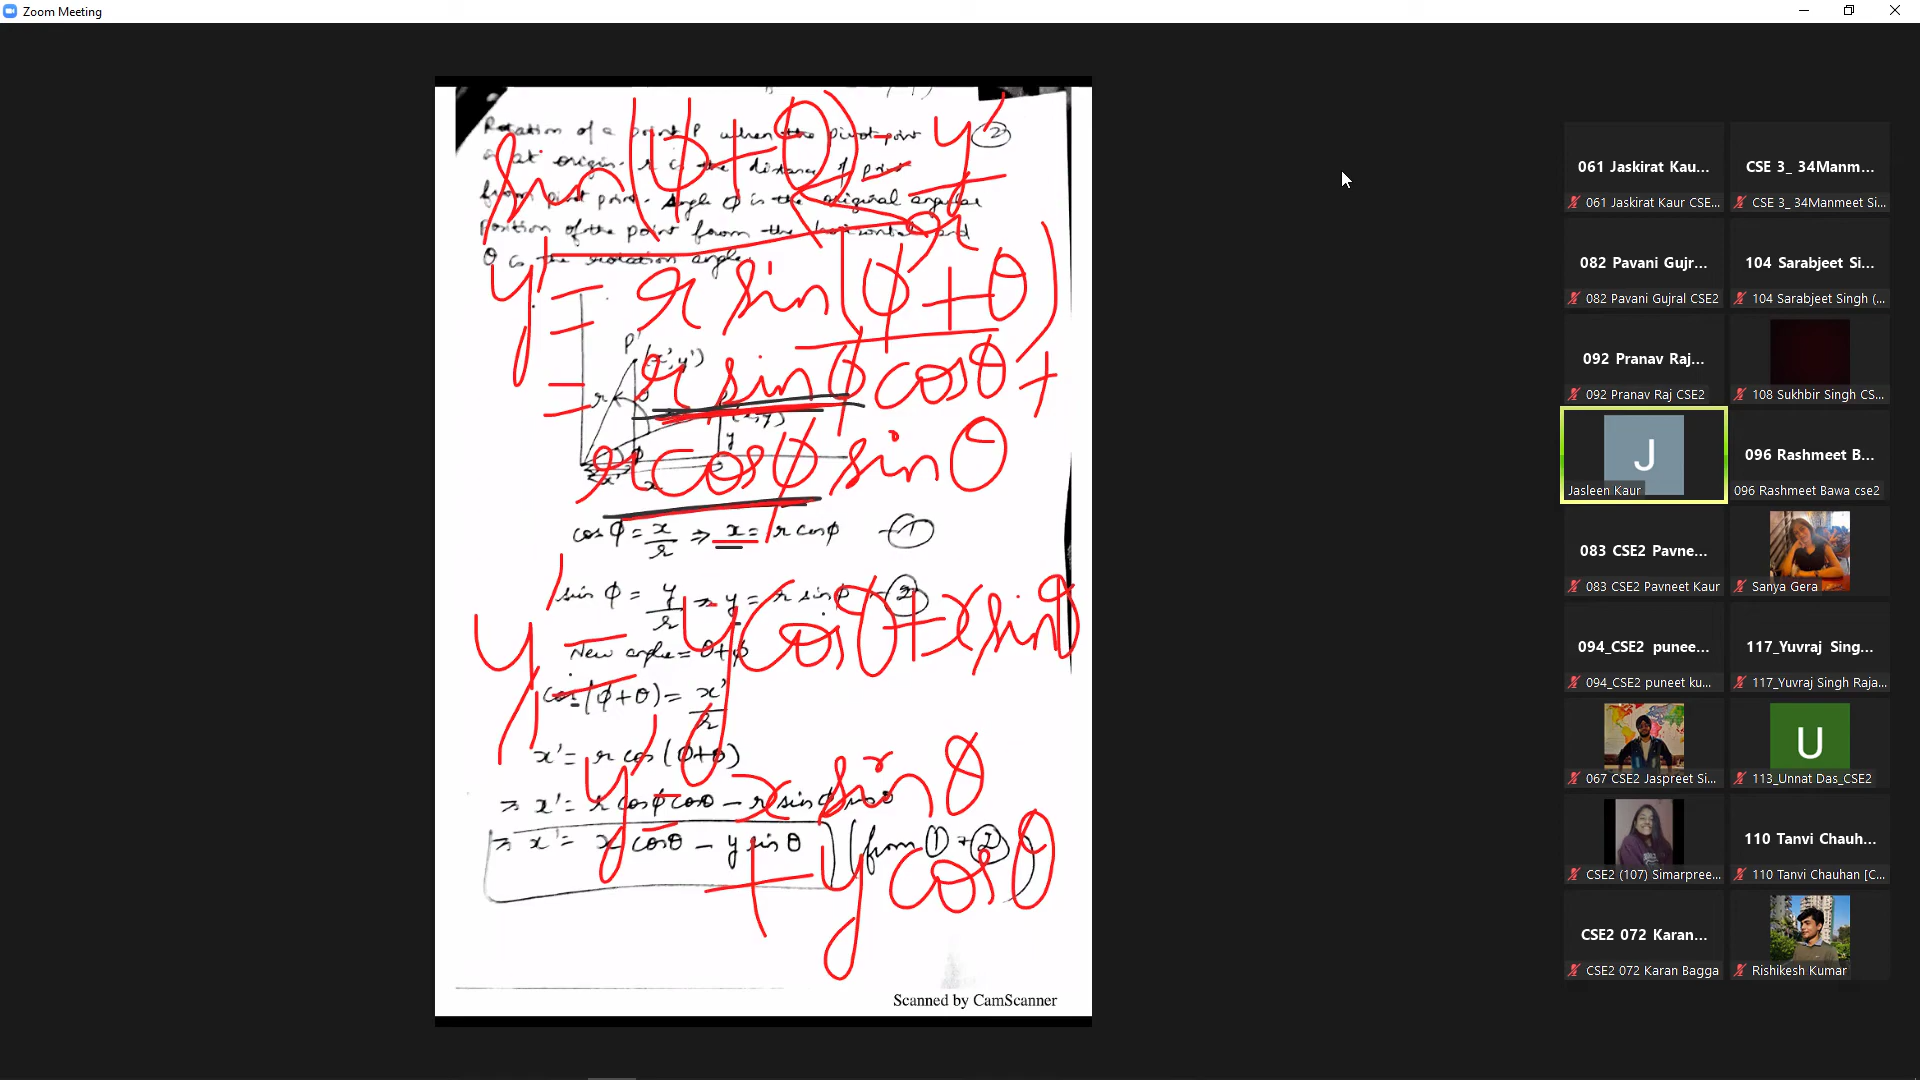 Zoom Meeting
Rotation of a point P when the pivot point
is at origin. r is the distance of point
from pivot point. Angle ϕ is the original angular
position of the point from the horizontal and
θ is the rotation angle.
2
sin(ϕ+θ) = y'/r
y' = r sin(ϕ+θ)
= r sinϕ cosθ +
r cosϕ sinθ
P'(x', y')
r
θ
(x, y)
y
ϕ
x'
x
cos ϕ = x/r ⇒ x = r cosϕ - 1
sin ϕ = y/r ⇒ y = r sinϕ - 2
y' = y cosθ + x sinθ
New angle = θ+ϕ
cos(ϕ+θ) = x'/r
x' = r cos(θ+ϕ)
⇒ x' = r cosϕ cosθ - r sinϕ sinθ
⇒ x' = x cosθ - y sinθ (from 1 + 2)
y' = x sinθ
+ y cosθ
Scanned by CamScanner
061 Jaskirat Kau...
061 Jaskirat Kaur CSE...
CSE 3_ 34Manm...
CSE 3_ 34Manmeet Si...
082 Pavani Gujr...
082 Pavani Gujral CSE2
104 Sarabjeet Si...
104 Sarabjeet Singh (...
092 Pranav Raj...
092 Pranav Raj CSE2
108 Sukhbir Singh CS...
J
Jasleen Kaur
096 Rashmeet B...
096 Rashmeet Bawa cse2
083 CSE2 Pavne...
083 CSE2 Pavneet Kaur
Sanya Gera
094_CSE2 punee...
094_CSE2 puneet ku...
117_Yuvraj Sing...
117_Yuvraj Singh Raja...
067 CSE2 Jaspreet Si...
U
113_Unnat Das_CSE2
CSE2 (107) Simarpree...
110 Tanvi Chauh...
110 Tanvi Chauhan [C...
CSE2 072 Karan...
CSE2 072 Karan Bagga
Rishikesh Kumar